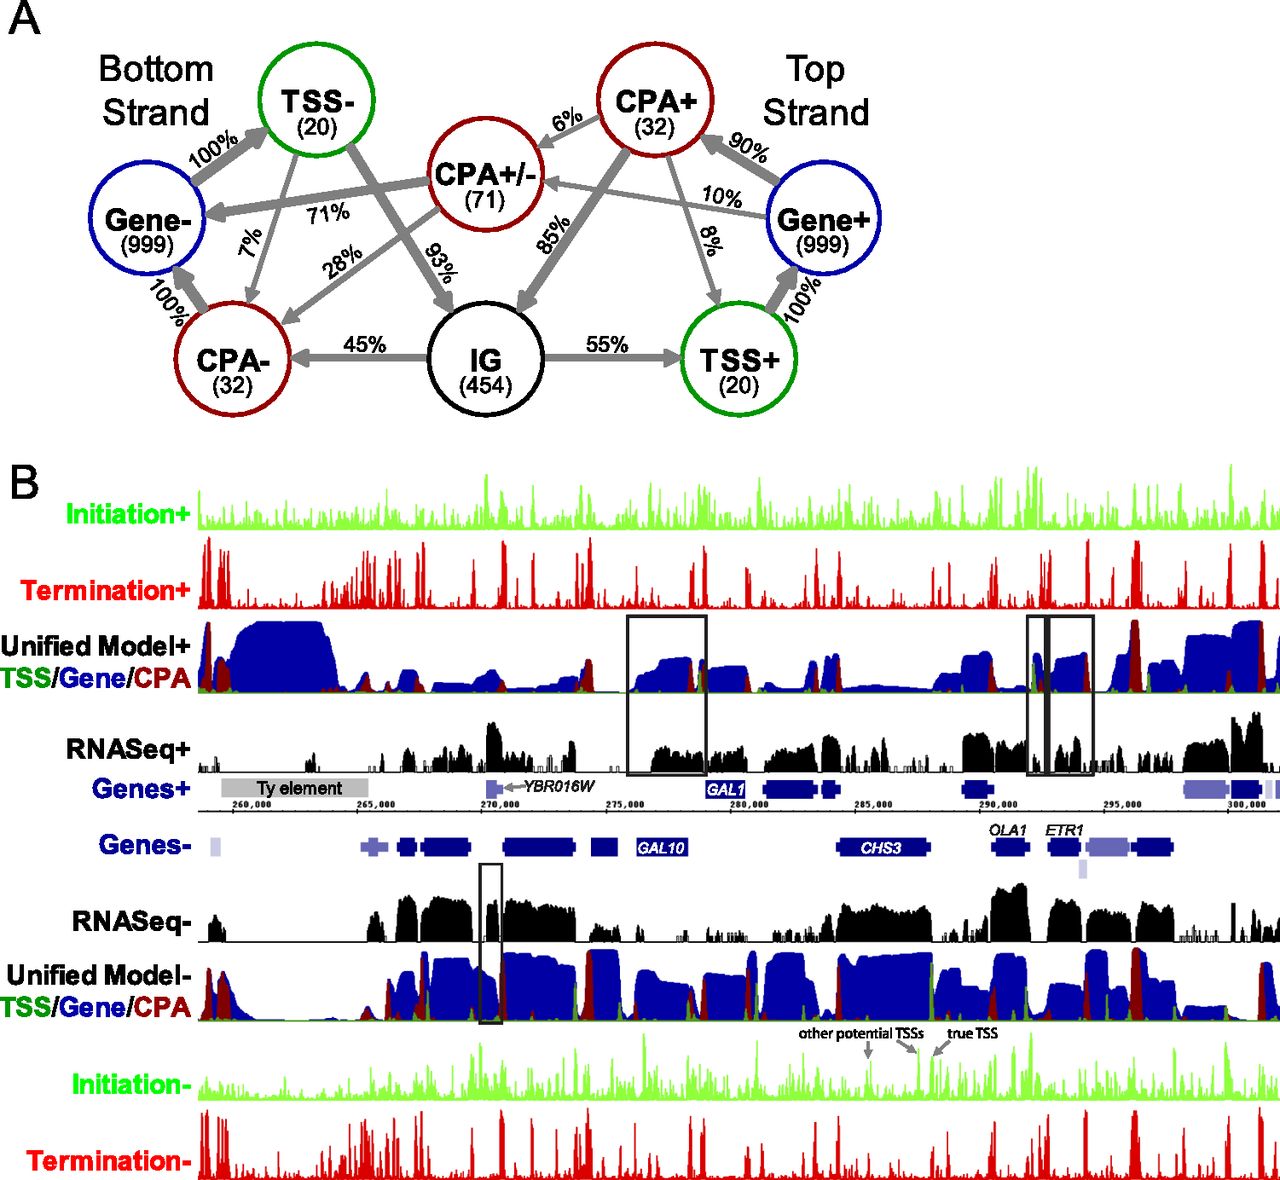 A
Bottom
Strand
Top
Strand
TSS-
(20)
CPA+
(32)
6%
100%
90%
CPA+/-
(71)
Gene-
(999)
71%
10%
Gene+
(999)
7%
28%
93%
85%
8%
100%
100%
CPA-
(32)
45%
IG
(454)
55%
TSS+
(20)
B
Initiation+
Termination+
Unified Model+
TSS/Gene/CPA
RNASeq+
Genes+
Ty element
YBR016W
GAL1
260,000
265,000
270,000
275,000
280,000
285,000
290,000
295,000
300,000
OLA1
ETR1
Genes-
GAL10
CHS3
RNASeq-
Unified Model-
TSS/Gene/CPA
other potential TSSs
true TSS
Initiation-
Termination-